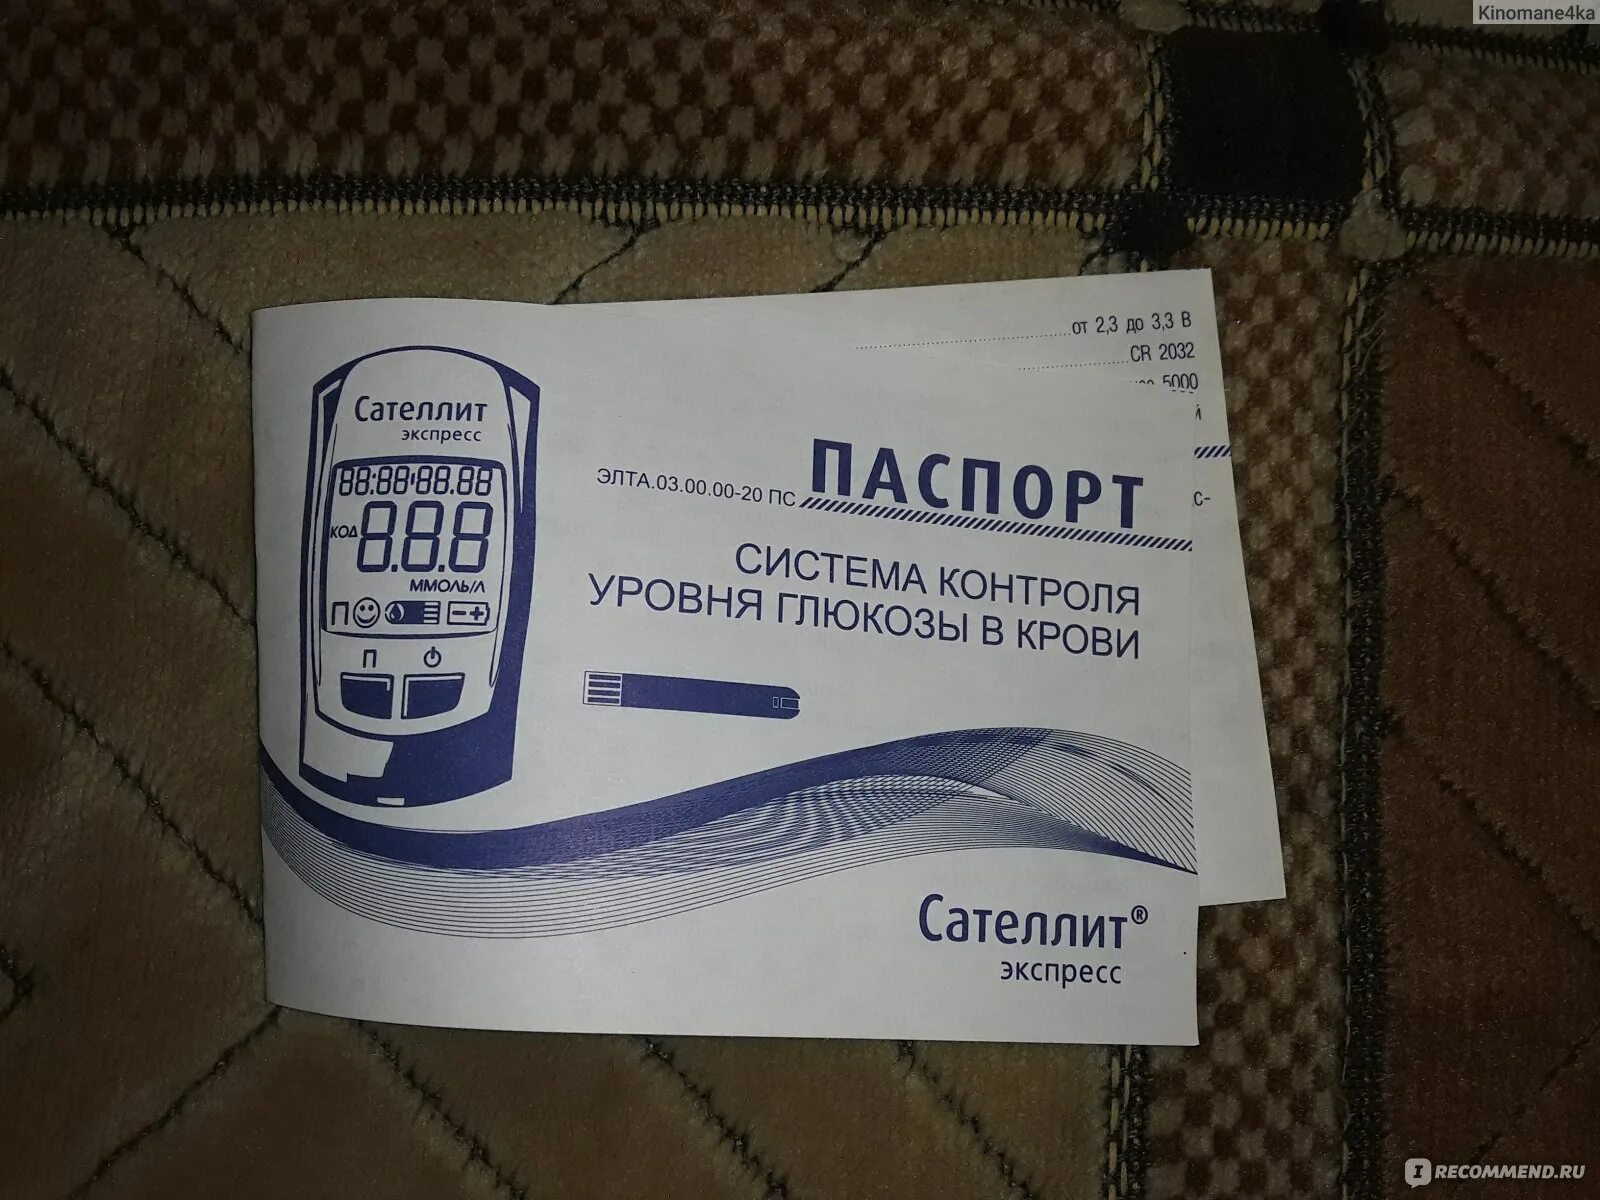 Kinomane4ka
от 2,3 до 3,3 В
CR 2032
5000
й
с-
Сателлит
экспресс
88:88:88.88
КОД 8.8.8
ММОЛЬ/Л
П
П
ПАСПОРТ
ЭЛТА.03.00.00-20 ПС
СИСТЕМА КОНТРОЛЯ
УРОВНЯ ГЛЮКОЗЫ В КРОВИ
Сателлит®
экспресс
IRECOMMEND.RU